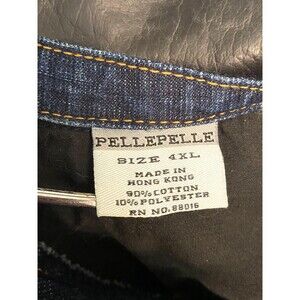 PELLEPELLE
SIZE 4XL
MADE IN
HONG KONG
90% COTTON
10% POLYESTER
RN NO. 88016